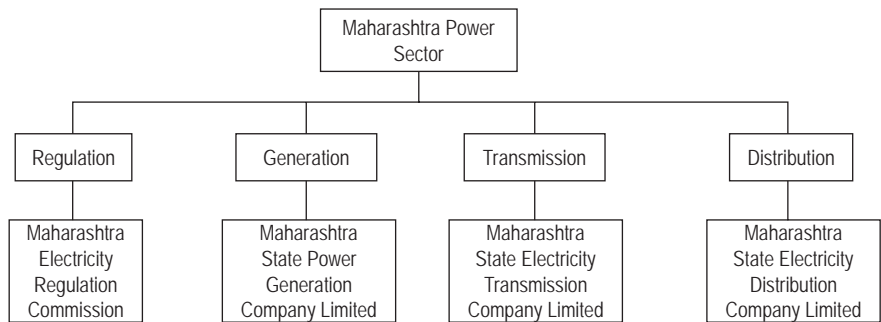 Maharashtra Power
Sector
Regulation
Generation
Transmission
Distribution
Maharashtra
Electricity
Regulation
Commission
Maharashtra
State Power
Generation
Company Limited
Maharashtra
State Electricity
Transmission
Company Limited
Maharashtra
State Electricity
Distribution
Company Limited